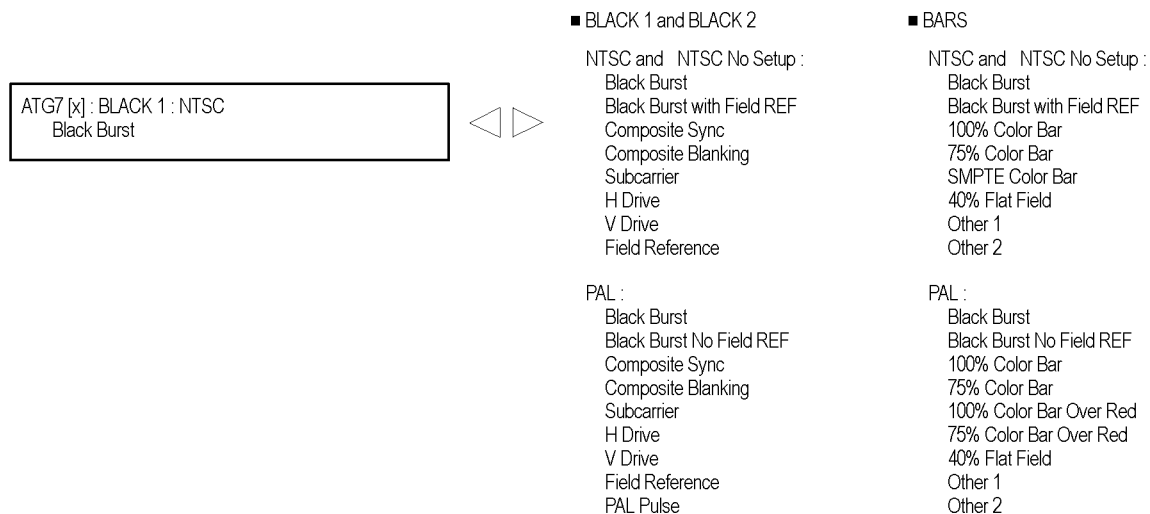 ATG7 [x] : BLACK 1 : NTSC
Black Burst
■ BLACK 1 and BLACK 2
NTSC and NTSC No Setup :
Black Burst
Black Burst with Field REF
Composite Sync
Composite Blanking
Subcarrier
H Drive
V Drive
Field Reference
PAL :
Black Burst
Black Burst No Field REF
Composite Sync
Composite Blanking
Subcarrier
H Drive
V Drive
Field Reference
PAL Pulse
■ BARS
NTSC and NTSC No Setup :
Black Burst
Black Burst with Field REF
100% Color Bar
75% Color Bar
SMPTE Color Bar
40% Flat Field
Other 1
Other 2
PAL :
Black Burst
Black Burst No Field REF
100% Color Bar
75% Color Bar
100% Color Bar Over Red
75% Color Bar Over Red
40% Flat Field
Other 1
Other 2